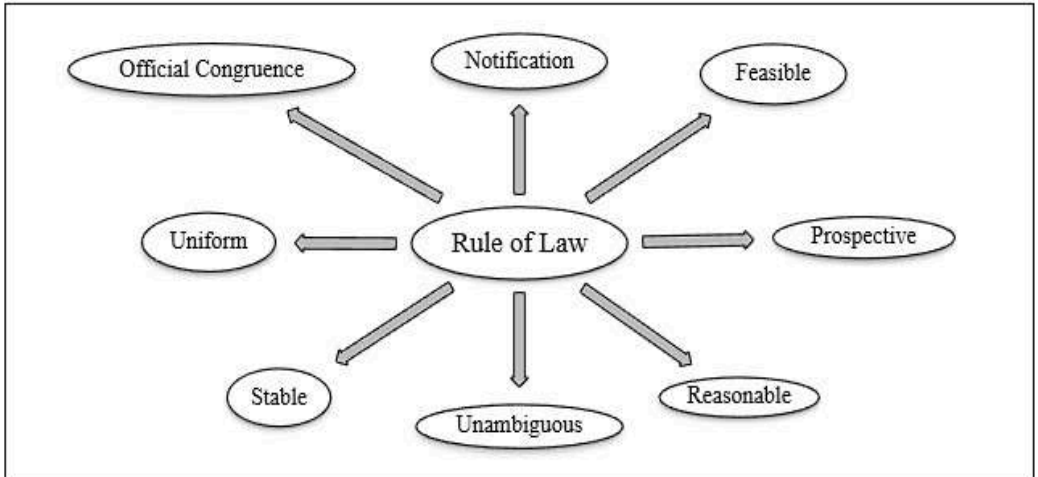 Official Congruence
Notification
Feasible
Uniform
Rule of Law
Prospective
Stable
Unambiguous
Reasonable